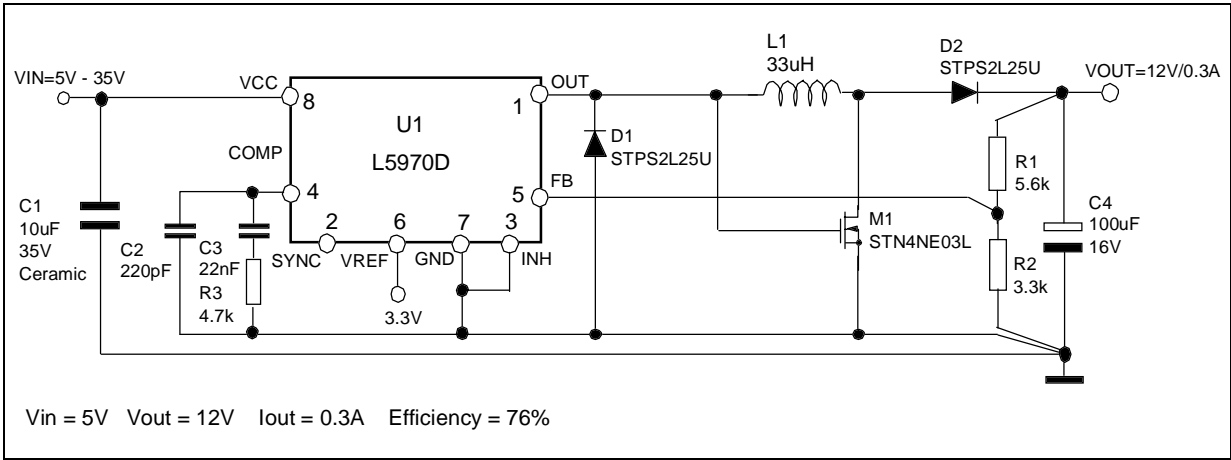 VIN=5V - 35V
VCC
8
U1
L5970D
OUT
1
L1
33uH
D2
STPS2L25U
VOUT=12V/0.3A
D1
STPS2L25U
COMP
4
FB
5
R1
5.6k
C1
10uF
35V
Ceramic
C2
220pF
C3
22nF
R3
4.7k
2
SYNC
6
VREF
7
GND
3
INH
3.3V
M1
STN4NE03L
R2
3.3k
C4
100uF
16V
Vin = 5V Vout = 12V Iout = 0.3A Efficiency = 76%